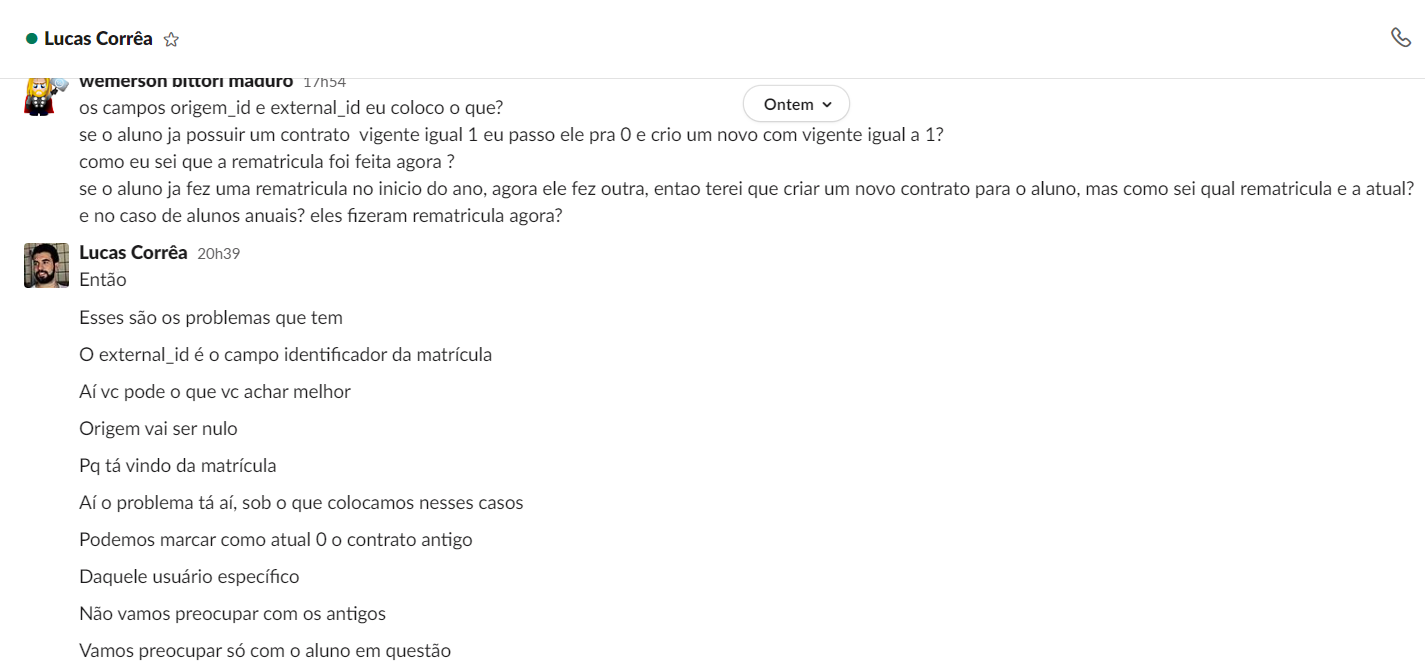 Lucas Corrêa
wemerson bittori maduro 17h54
Ontem
os campos origem_id e external_id eu coloco o que?
se o aluno ja possuir um contrato vigente igual 1 eu passo ele pra 0 e crio um novo com vigente igual a 1?
como eu sei que a rematricula foi feita agora ?
se o aluno ja fez uma rematricula no inicio do ano, agora ele fez outra, entao terei que criar um novo contrato para o aluno, mas como sei qual rematricula e a atual?
e no caso de alunos anuais? eles fizeram rematricula agora?
Lucas Corrêa 20h39
Então
Esses são os problemas que tem
O external_id é o campo identificador da matrícula
Aí vc pode o que vc achar melhor
Origem vai ser nulo
Pq tá vindo da matrícula
Aí o problema tá aí, sob o que colocamos nesses casos
Podemos marcar como atual 0 o contrato antigo
Daquele usuário específico
Não vamos preocupar com os antigos
Vamos preocupar só com o aluno em questão